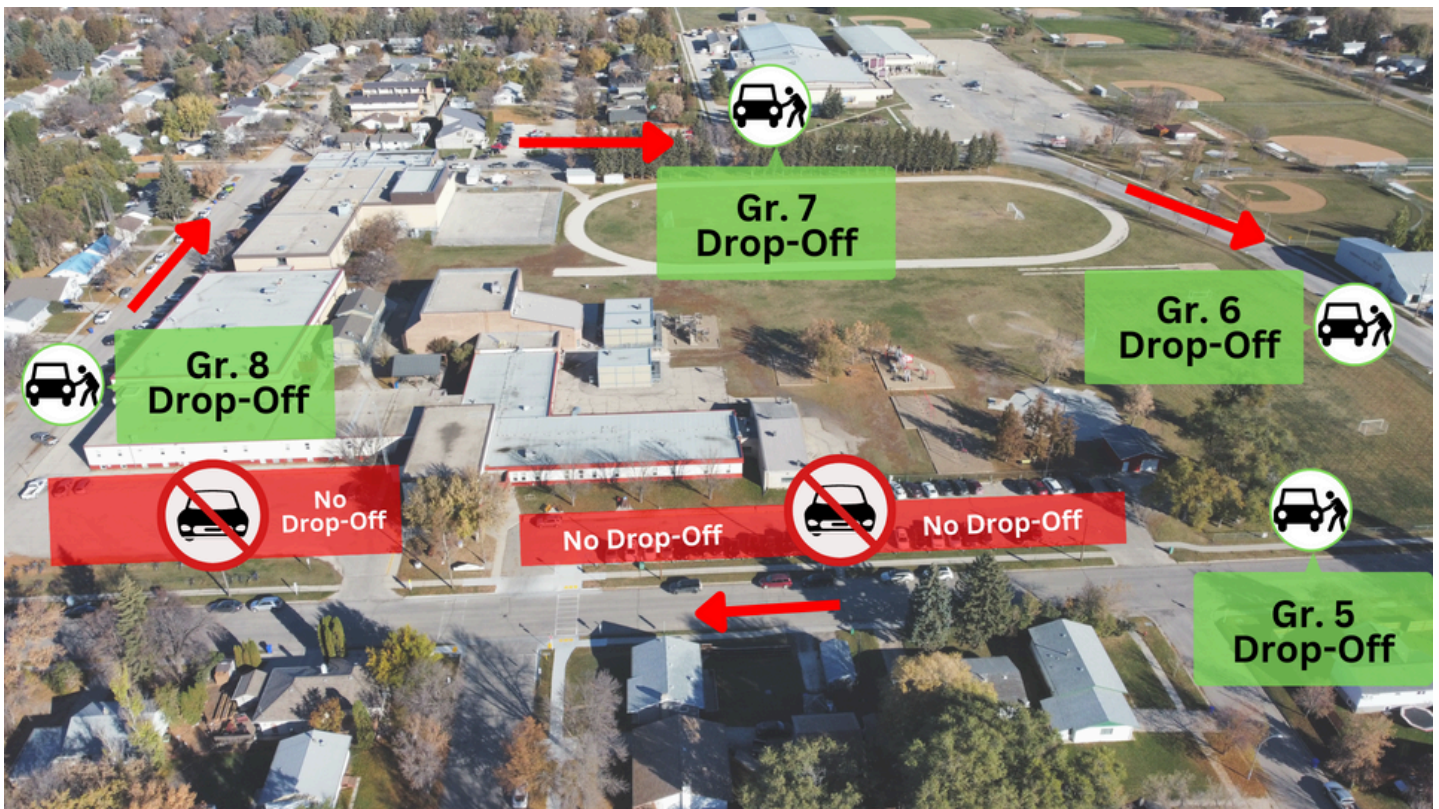 Gr. 7
Drop-Off
Gr. 6
Drop-Off
Gr. 8
Drop-Off
No
Drop-Off
No Drop-Off
No Drop-Off
Gr. 5
Drop-Off